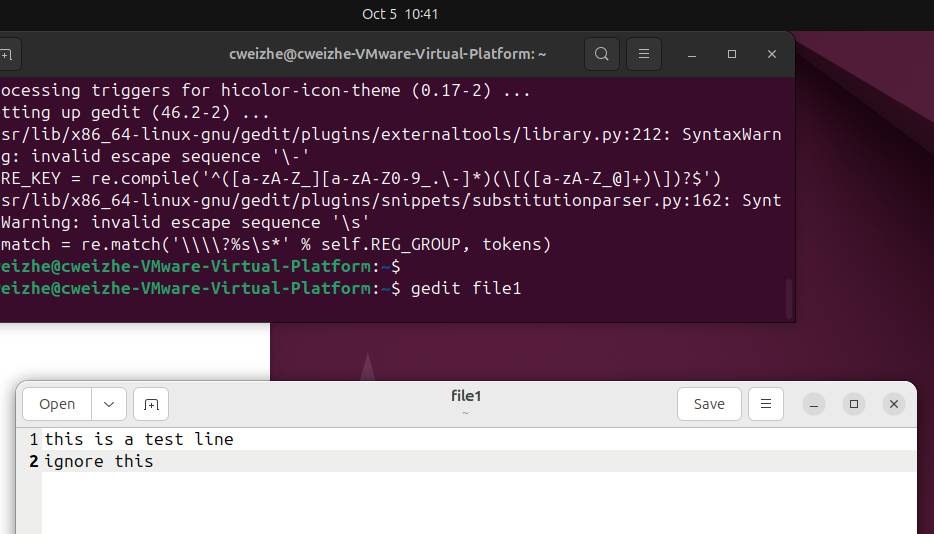 Oct 5 10:41
cweizhe@cweizhe-VMware-Virtual-Platform: ~
ocessing triggers for hicolor-icon-theme (0.17-2) ...
tting up gedit (46.2-2) ...
sr/lib/x86_64-linux-gnu/gedit/plugins/externaltools/library.py:212: SyntaxWarn
g: invalid escape sequence '\-'
RE_KEY = re.compile('^([a-zA-Z_][a-zA-Z0-9_.\-]*)(\[([a-zA-Z_@]+)\])?$')
sr/lib/x86_64-linux-gnu/gedit/plugins/snippets/substitutionparser.py:162: Synt
Warning: invalid escape sequence '\s'
match = re.match('\\\\?%s\s*' % self.REG_GROUP, tokens)
eizhe@cweizhe-VMware-Virtual-Platform:~$
eizhe@cweizhe-VMware-Virtual-Platform:~$ gedit file1
Open file1 Save
~
1 this is a test line
2 ignore this